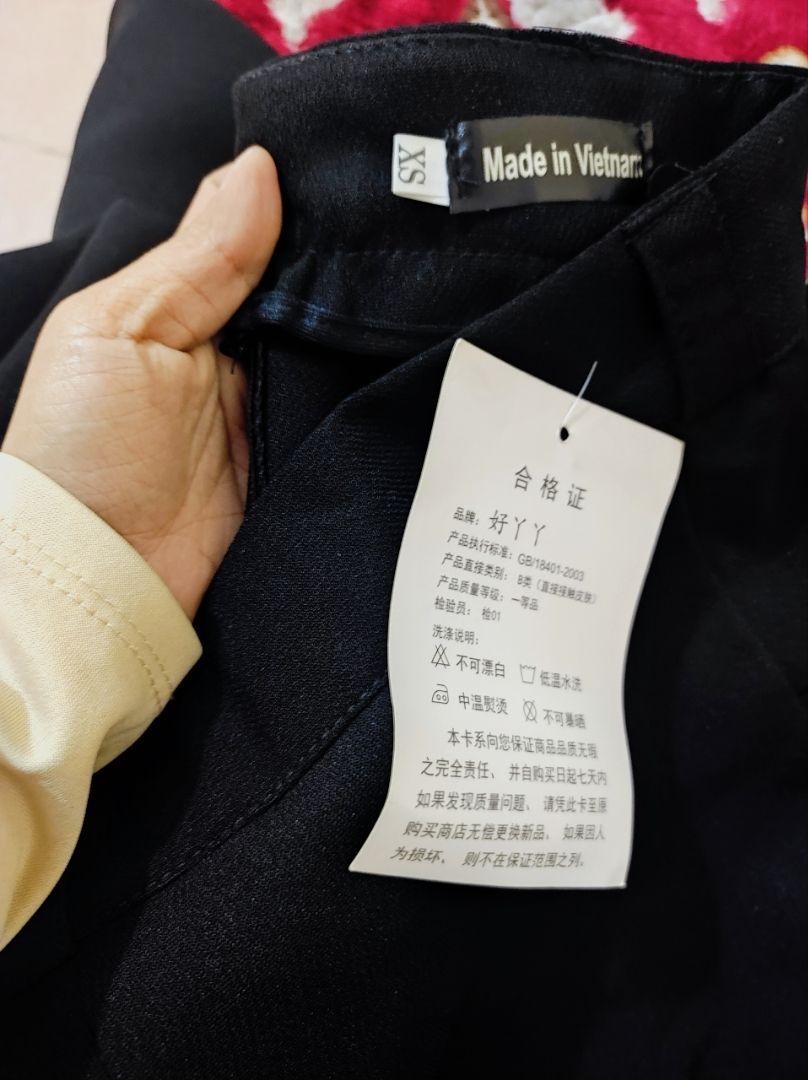 XS
Made in Vietnam
合格证
品牌: 好丫丫
产品执行标准: GB/18401-2003
产品直接类别: B类(直接接触皮肤)
产品质量等级: 一等品
检验员: 检01
洗涤说明:
不可漂白 低温水洗
中温熨烫 不可暴晒
本卡系向您保证商品品质无瑕
之完全责任、并自购买日起七天内
如果发现质量问题、请凭此卡至原
购买商店无偿更换新品、如果因人
为损坏、则不在保证范围之列.